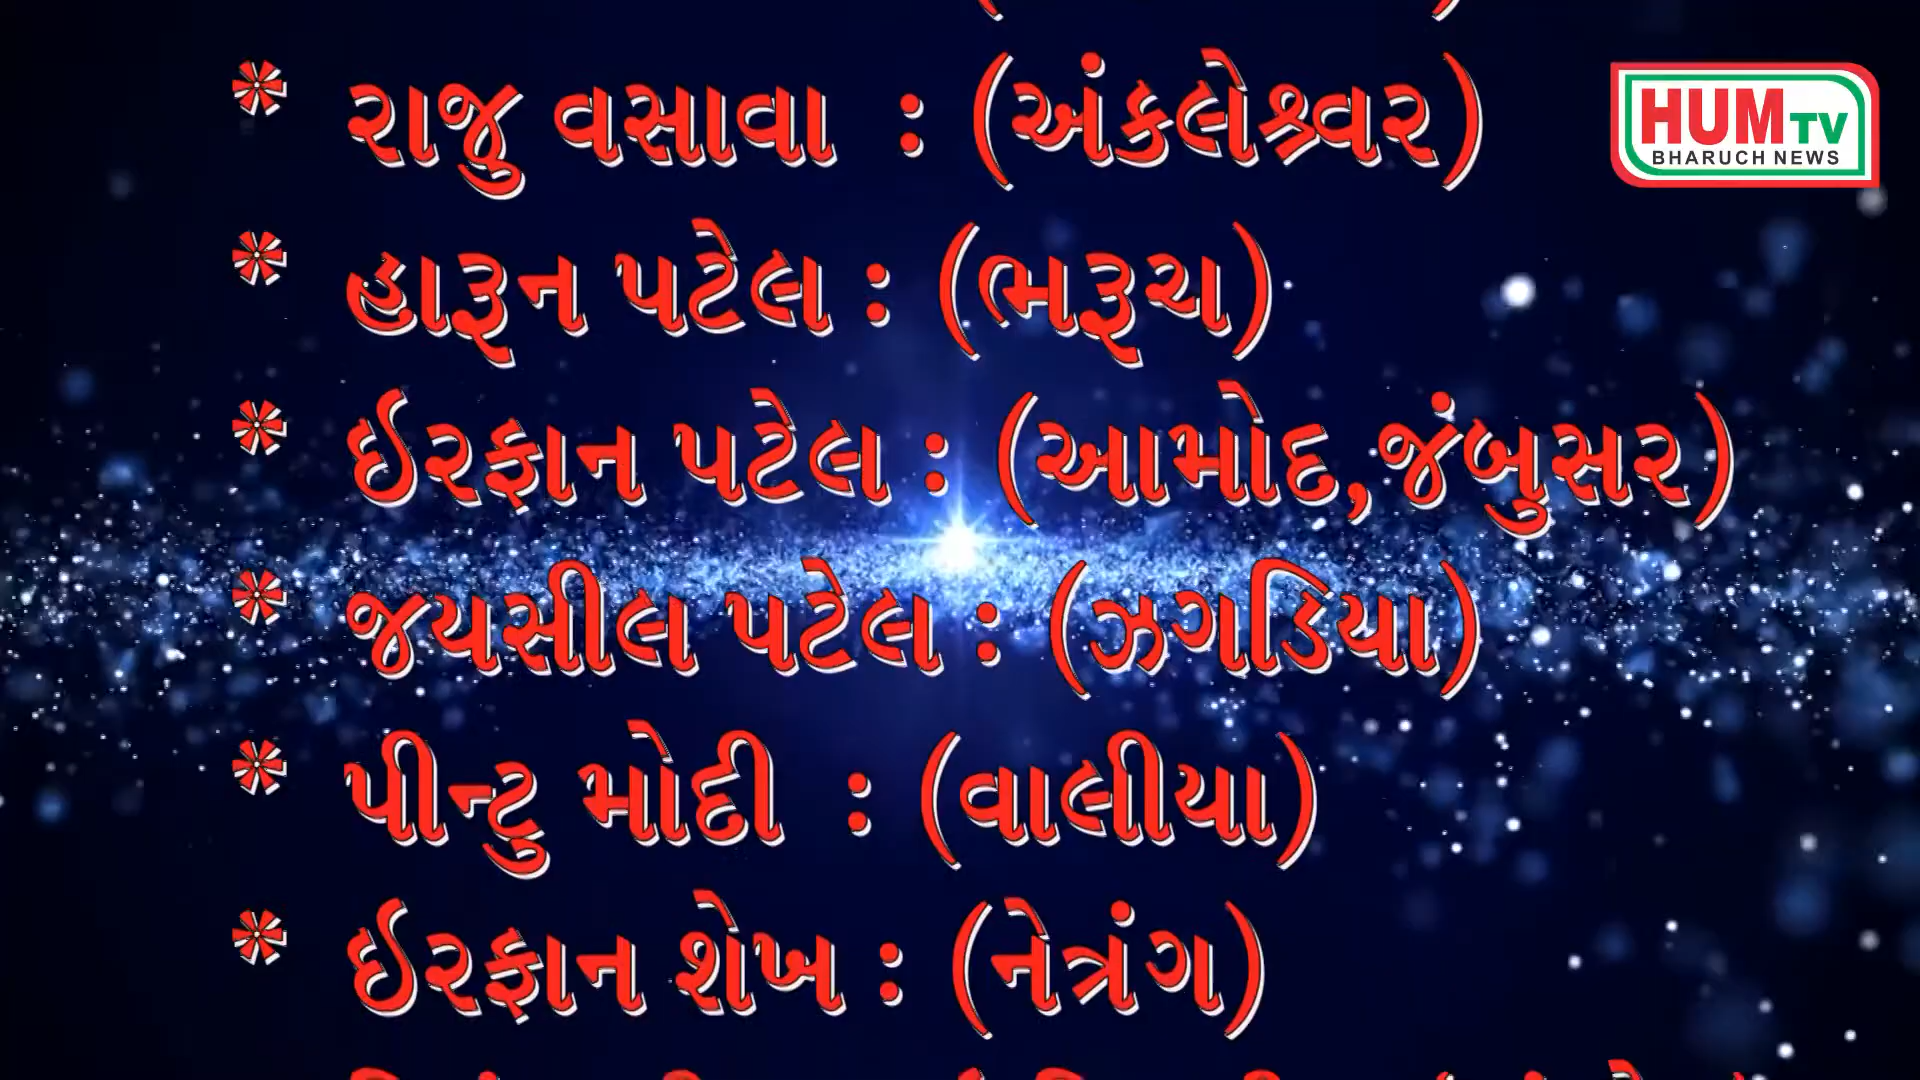 * રાજુ વસાવા : (અંકલેશ્વર)
HUM TV
BHARUCH NEWS
* હારૂન પટેલ : (ભરૂચ)
* ઈરફાન પટેલ : (આમોદ,જંબુસર)
* જયસીલ પટેલ : (ઝગડિયા)
* પીન્ટુ મોદી : (વાલીયા)
* ઈરફાન શેખ : (નેત્રંગ)